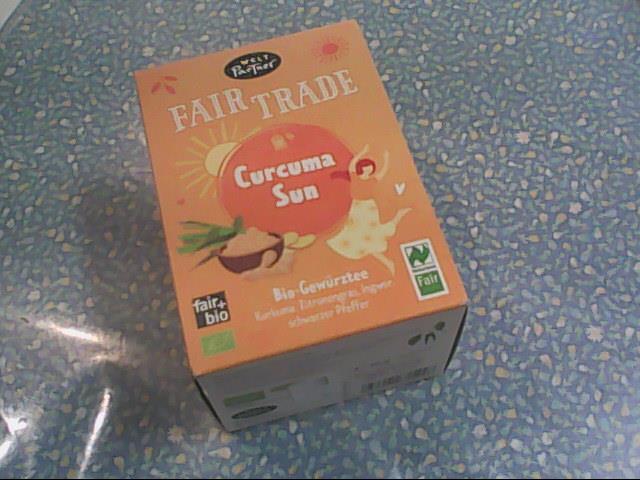 WELT
PARTNER
FAIR TRADE
Curcuma
Sun
Bio-Gewürztee
Kurkuma, Zitronengras, Ingwer
schwarzer Pfeffer
fair+
bio
Fair